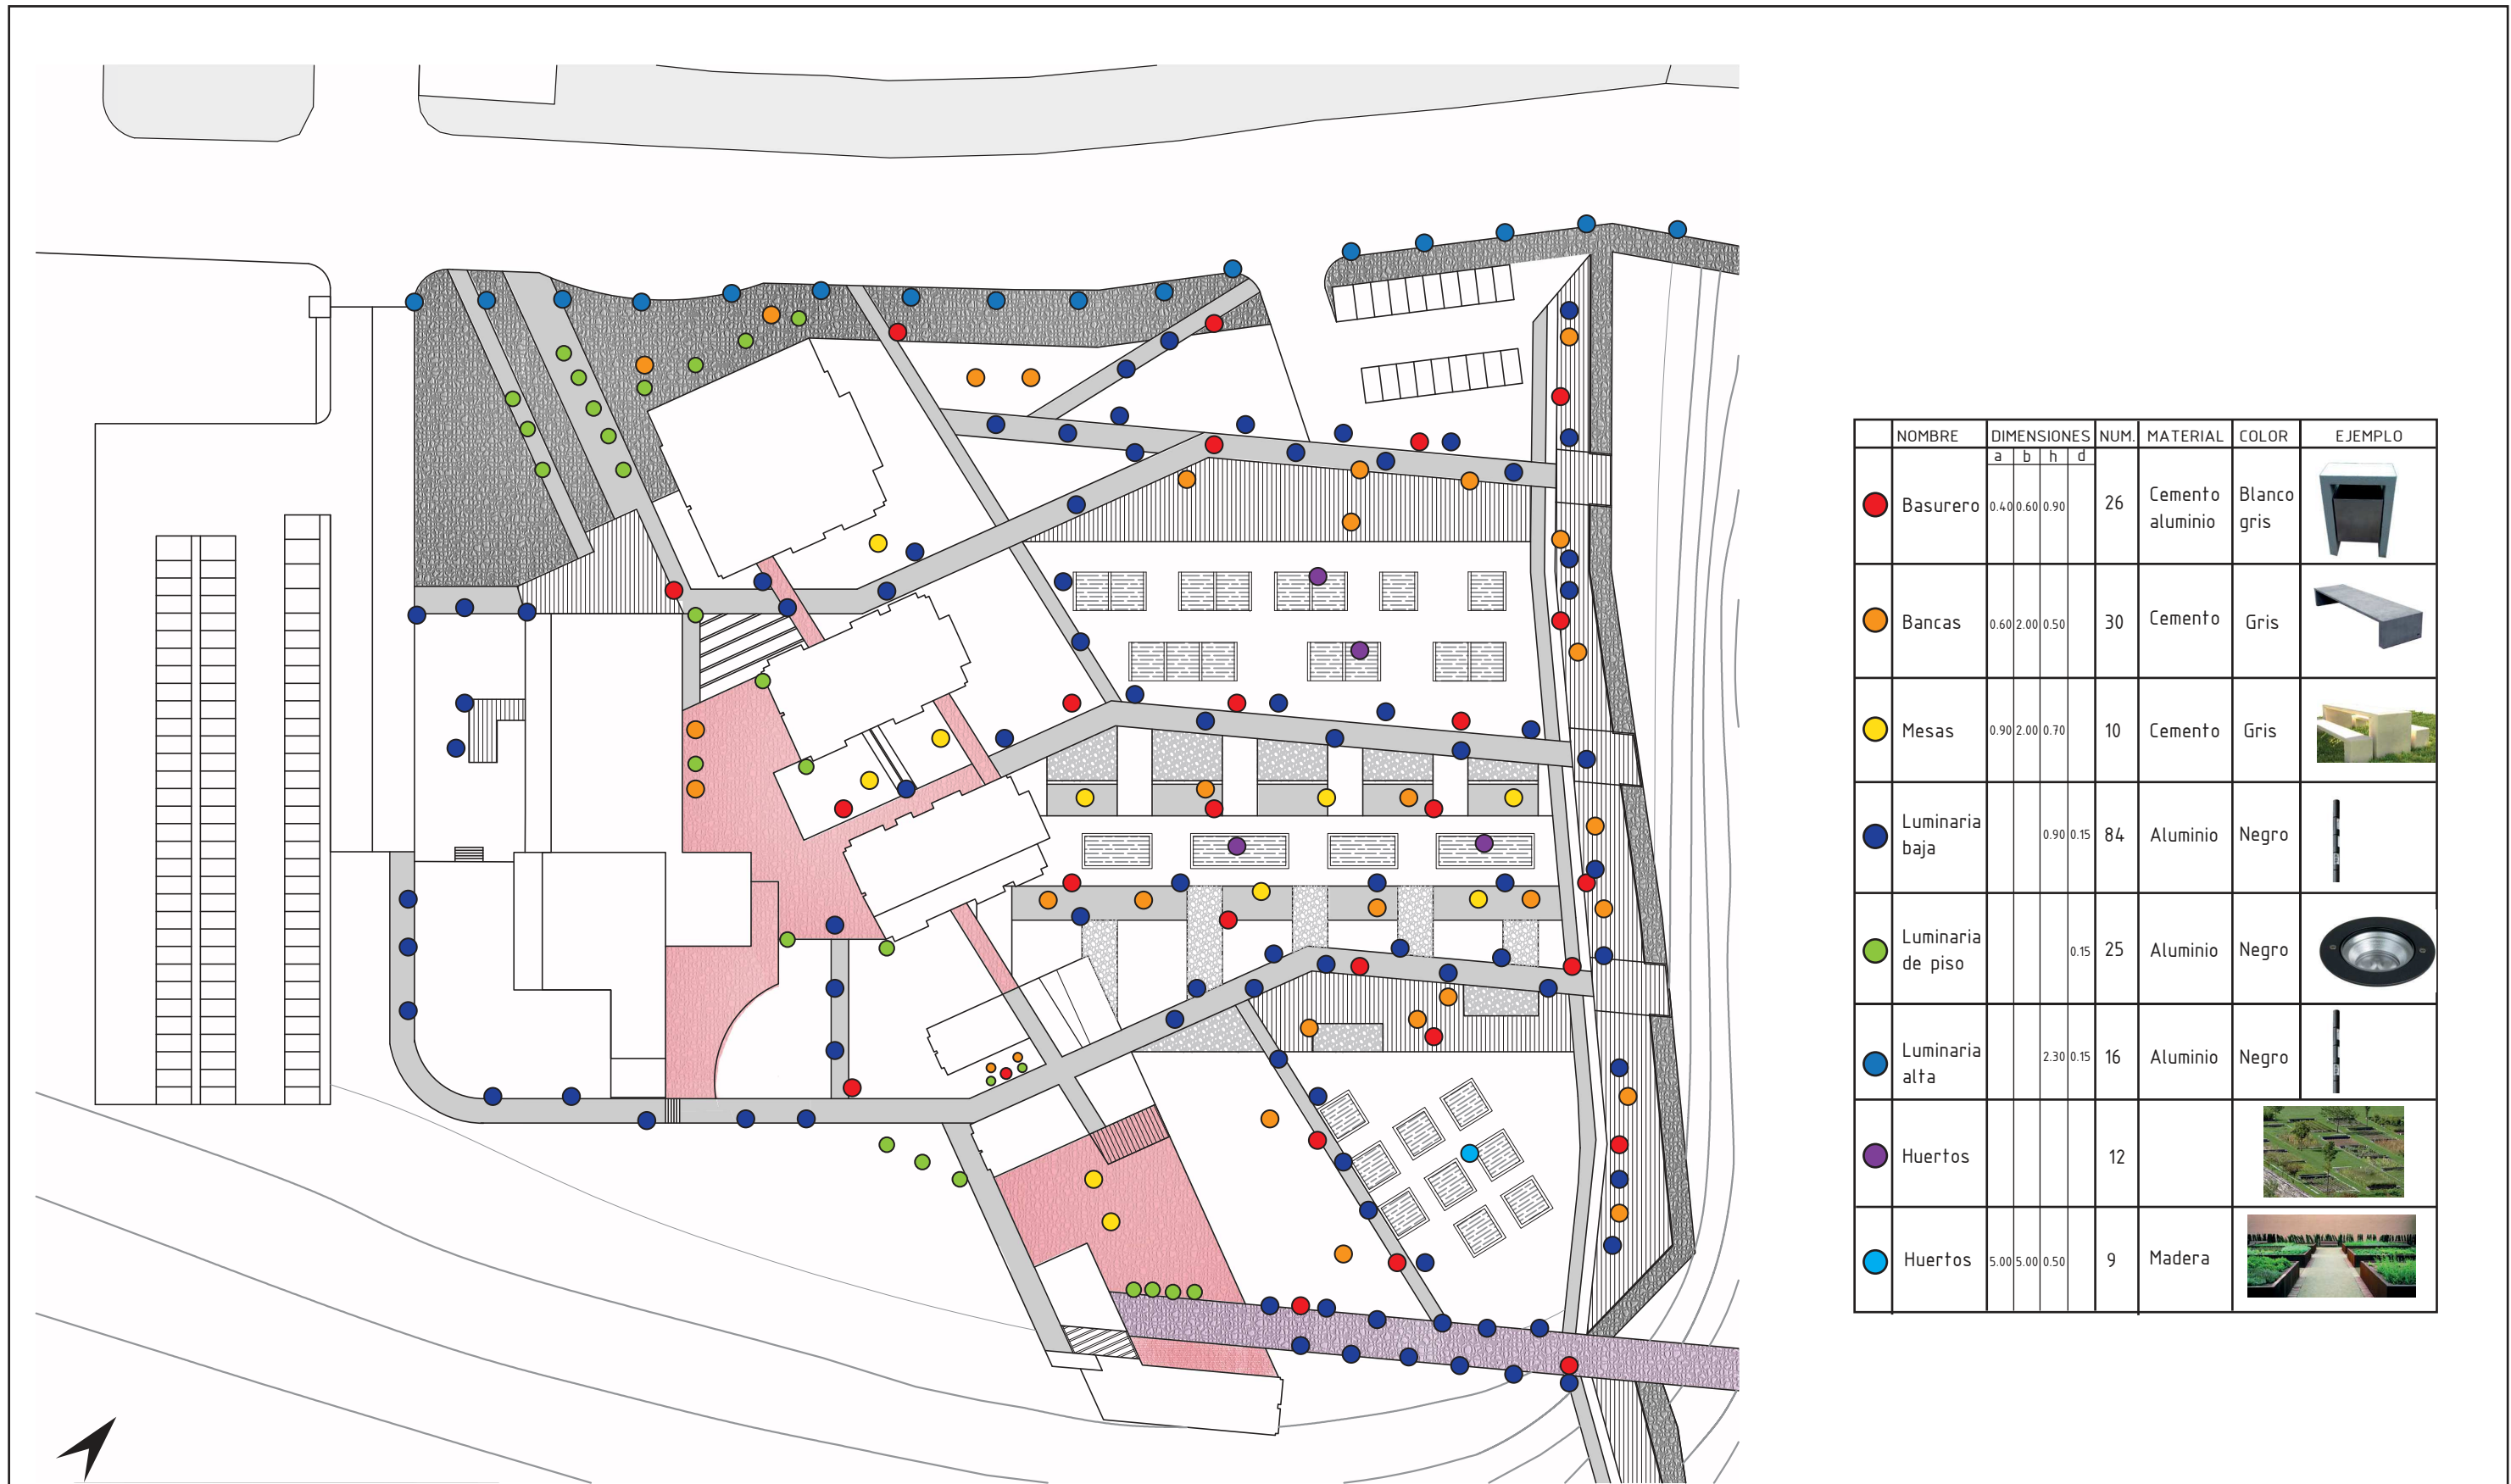 NOMBRE DIMENSIONES NUM. MATERIAL COLOR EJEMPLO
a b h d
Basurero 0.40 0.60 0.90 26 Cemento aluminio Blanco gris
Bancas 0.60 2.00 0.50 30 Cemento Gris
Mesas 0.90 2.00 0.70 10 Cemento Gris
Luminaria baja 0.90 0.15 84 Aluminio Negro
Luminaria de piso 0.15 25 Aluminio Negro
Luminaria alta 2.30 0.15 16 Aluminio Negro
Huertos 12
Huertos 5.00 5.00 0.50 9 Madera